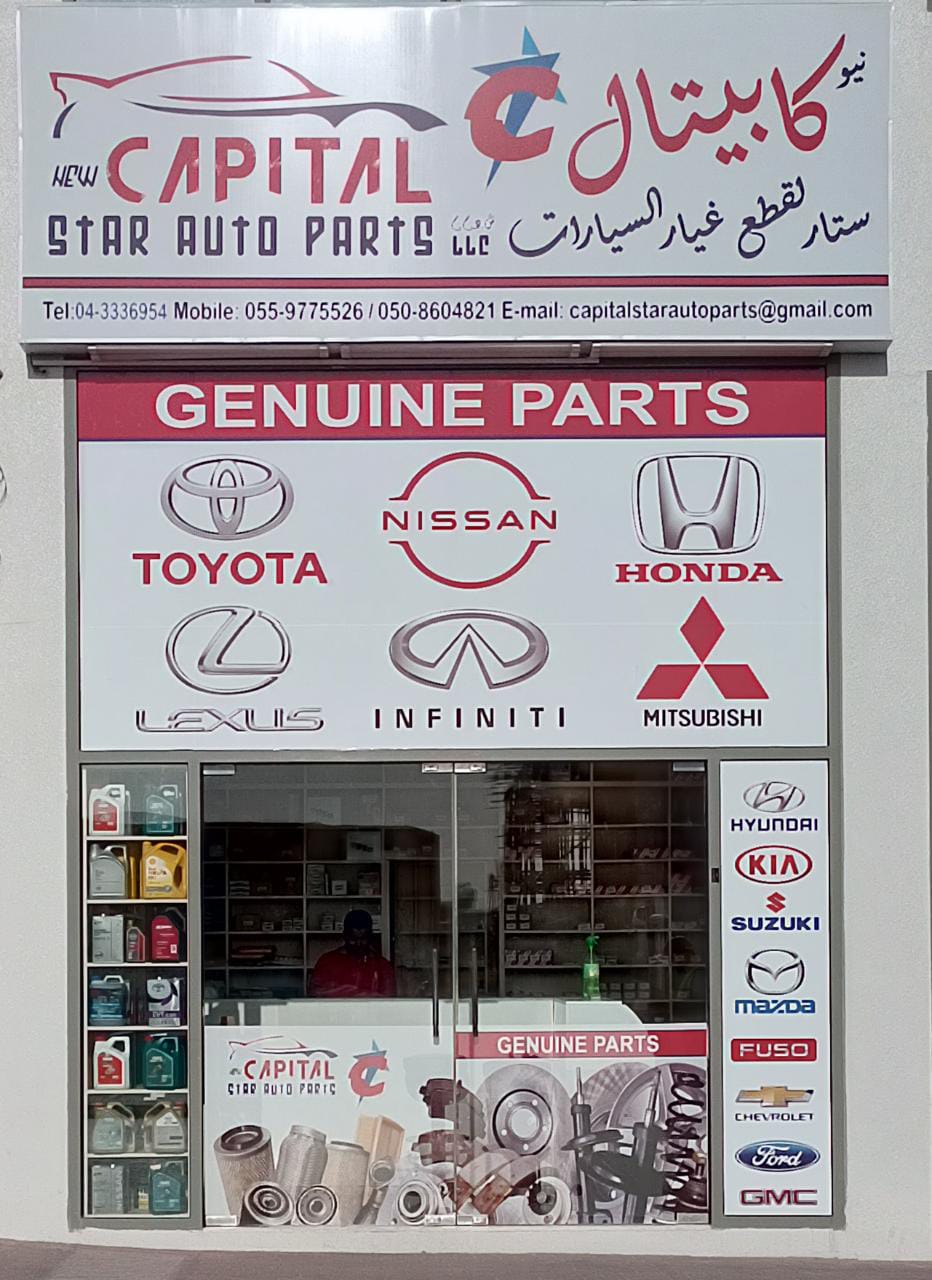 NEW CAPITAL
STAR AUTO PARTS LLC
نيو
كابيتال
ستار لقطع غيار السيارات
Tel:04-3336954 Mobile: 055-9775526 / 050-8604821 E-mail: capitalstarautoparts@gmail.com
GENUINE PARTS
TOYOTA
NISSAN
HONDA
LEXUS
INFINITI
MITSUBISHI
HYUNDAI
KIA
SUZUKI
mazda
FUSO
CHEVROLET
Ford
GMC
CAPITAL
STAR AUTO PARTS
GENUINE PARTS